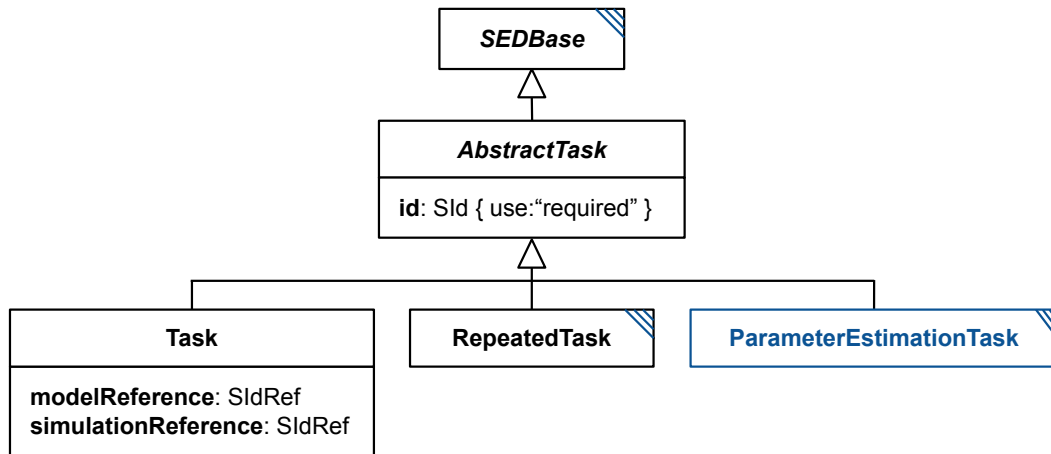 SEDBase
AbstractTask
id: SId { use:“required” }
Task
RepeatedTask
ParameterEstimationTask
modelReference: SIdRef
simulationReference: SIdRef